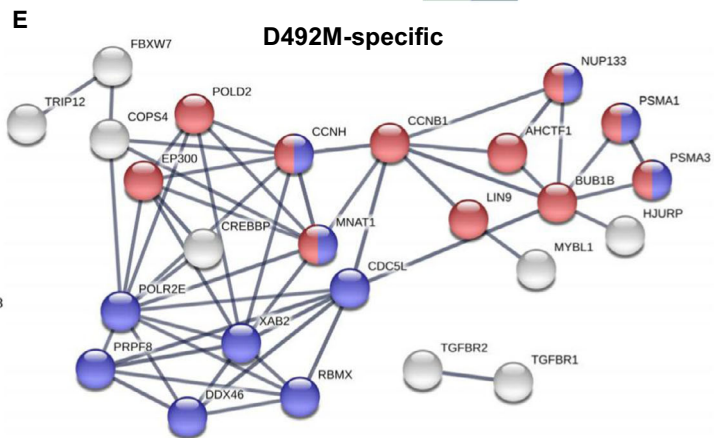 E
D492M-specific
FBXW7
TRIP12
COPS4
POLD2
EP300
CCNH
CCNB1
NUP133
PSMA1
AHCTF1
PSMA3
BUB1B
HJURP
LIN9
MYBL1
CREBBP
MNAT1
CDC5L
POLR2E
XAB2
PRPF8
RBMX
DDX46
TGFBR2
TGFBR1